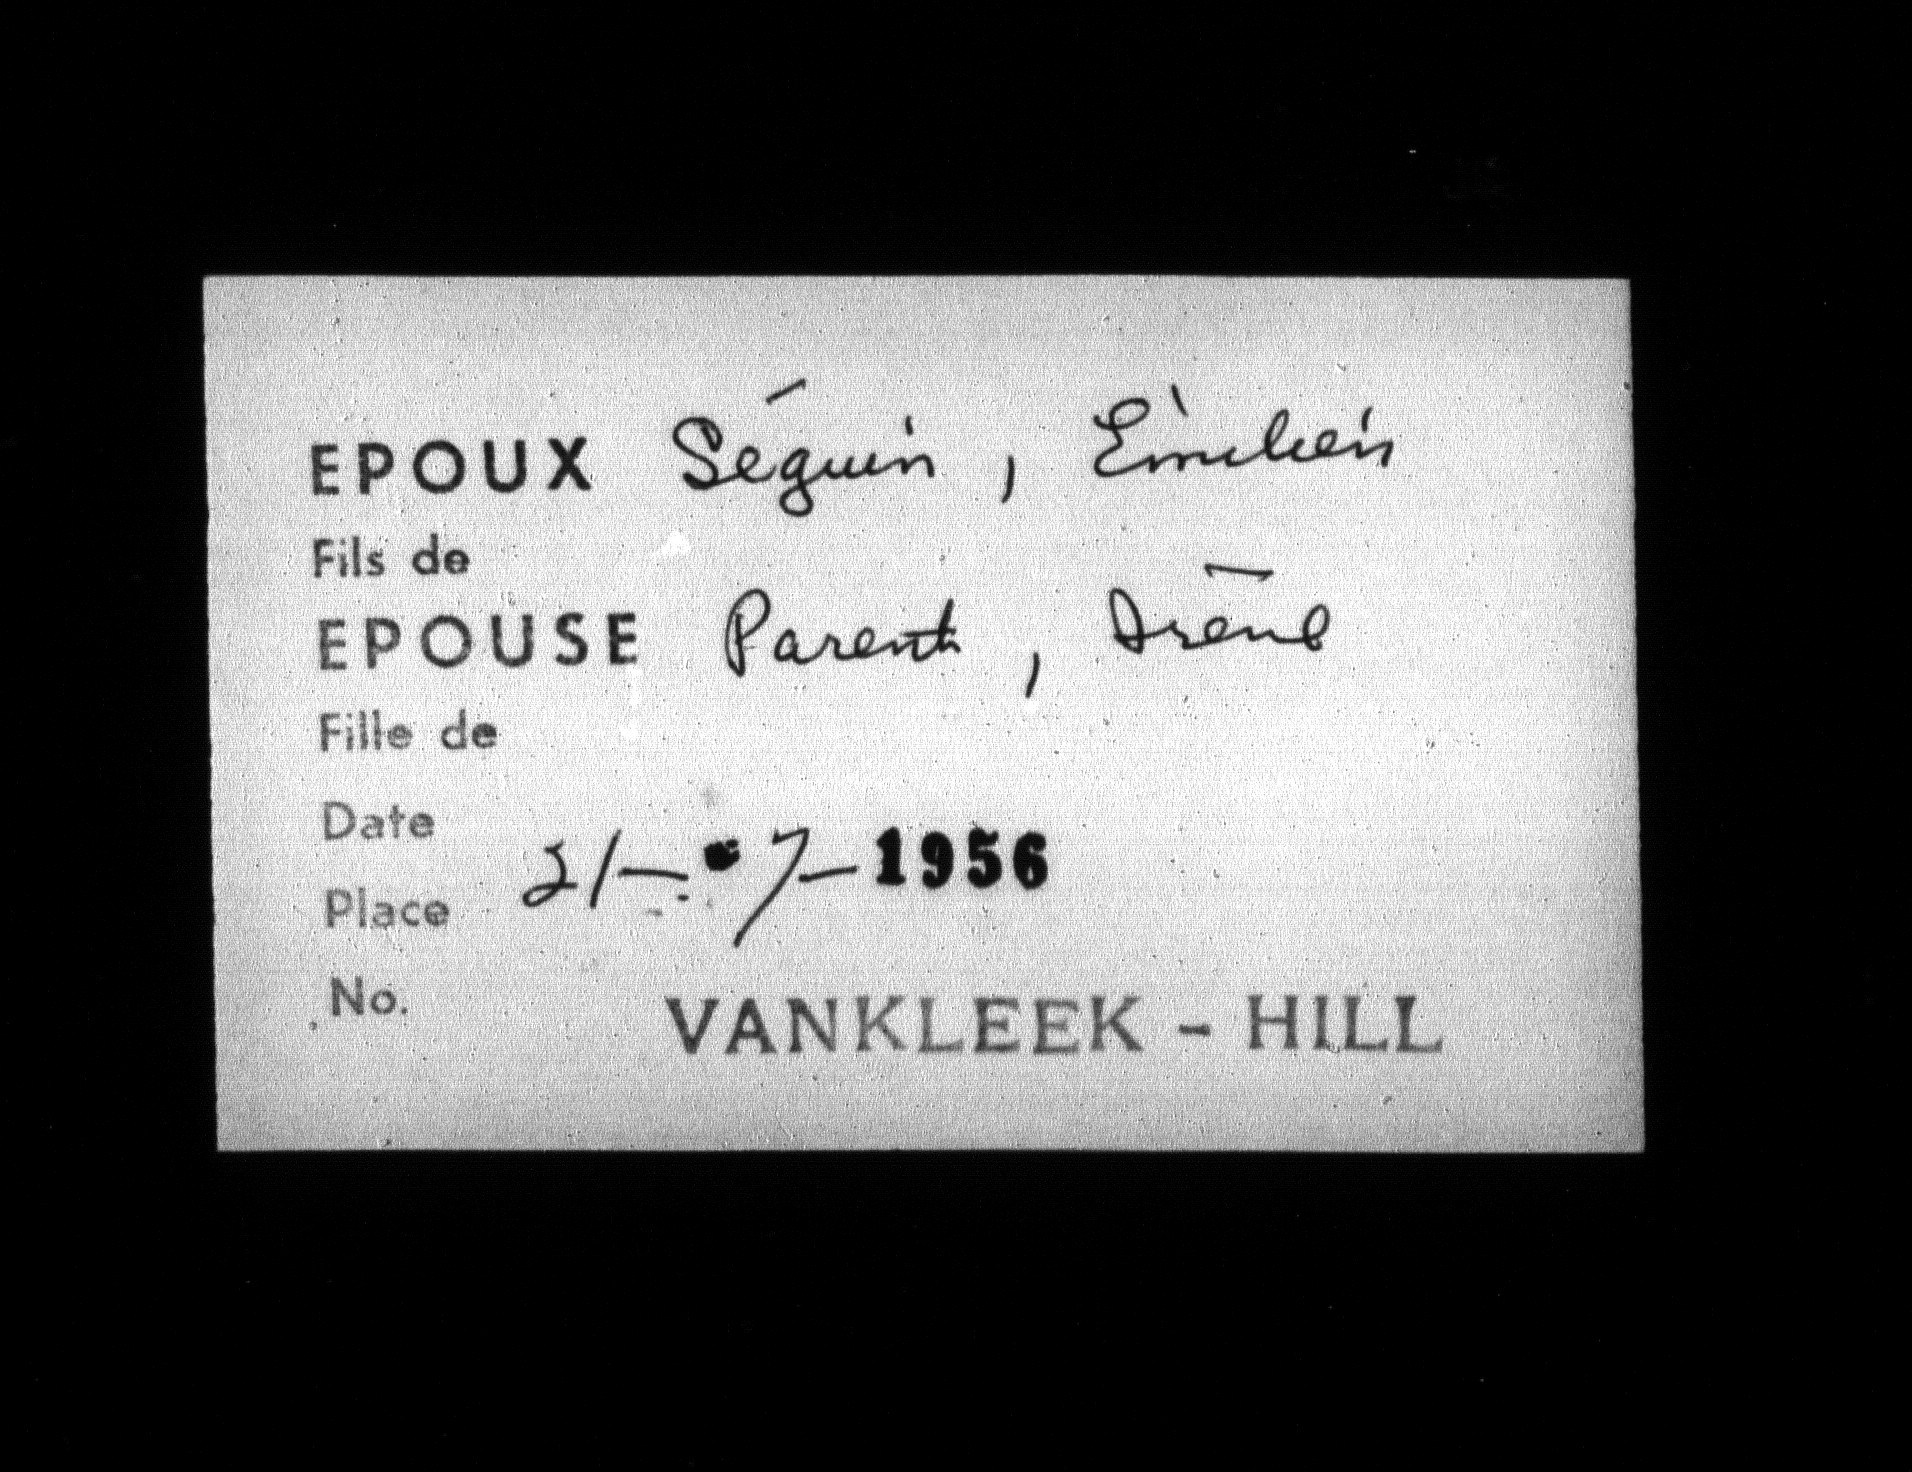 EPOUX Séguin, Émilien
Fils de
EPOUSE Parent, Irène
Fille de
Date
21-7-1956
Place
No.
VANKLEEK - HILL